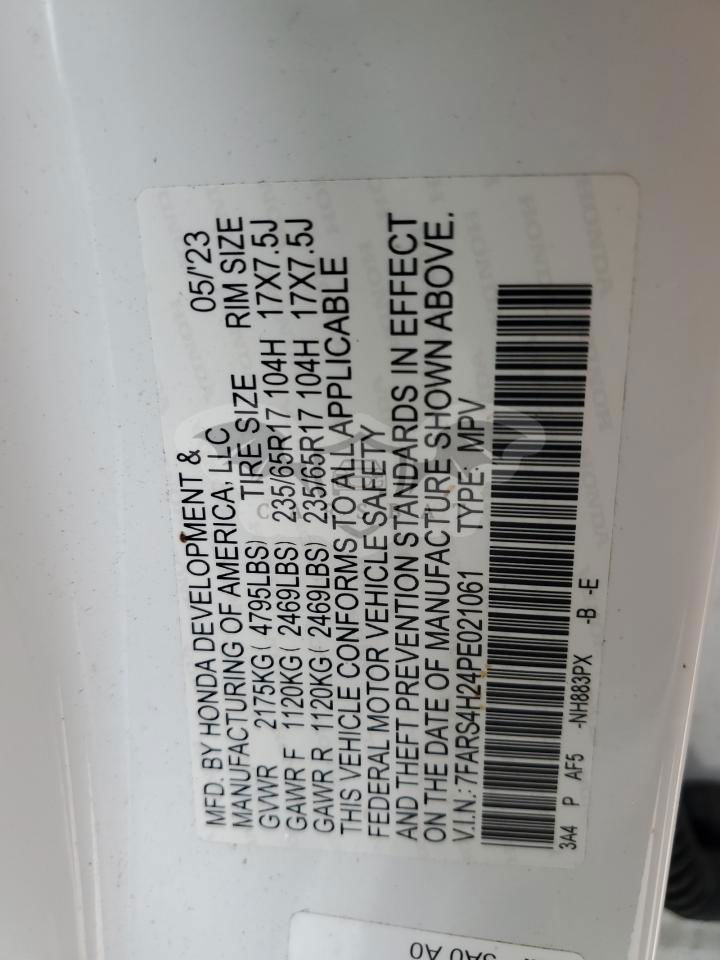 MFD. BY HONDA DEVELOPMENT & 05/'23
MANUFACTURING OF AMERICA, LLC
TIRE SIZE RIM SIZE
GVWR 2175KG( 4795LBS)
GAWR F 1120KG( 2469LBS) 235/65R17 104H 17X7.5J
GAWR R 1120KG( 2469LBS) 235/65R17 104H 17X7.5J
THIS VEHICLE CONFORMS TO ALL APPLICABLE
FEDERAL MOTOR VEHICLE SAFETY
AND THEFT PREVENTION STANDARDS IN EFFECT
ON THE DATE OF MANUFACTURE SHOWN ABOVE.
V.I.N.: 7FARS4H24PE021061 TYPE: MPV
3A4 P AF5 -NH883PX -B -E
HONDA